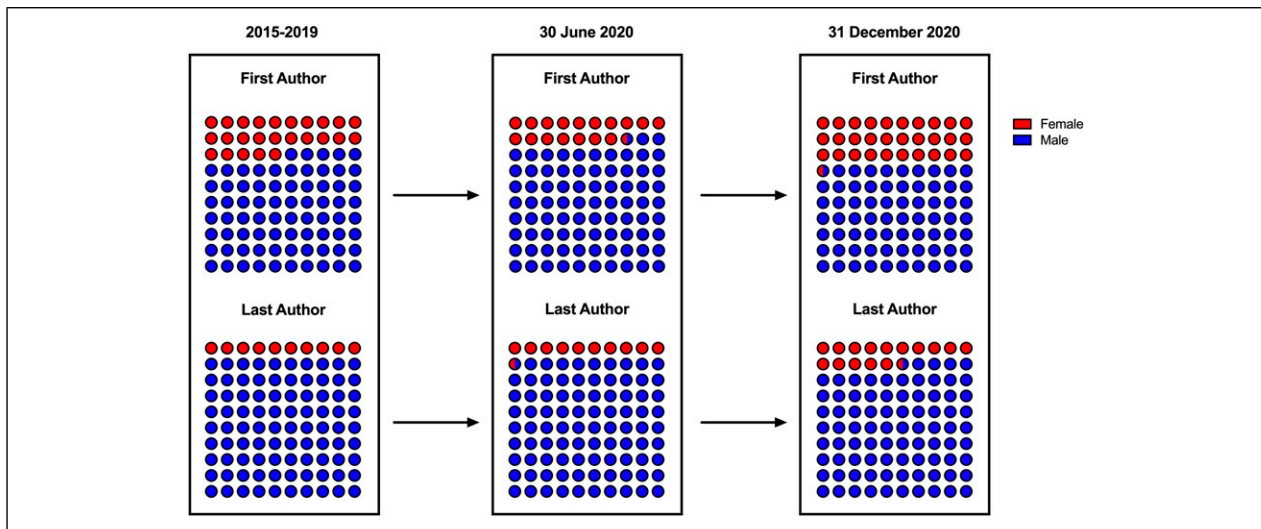 2015-2019
30 June 2020
31 December 2020
First Author
First Author
First Author
Female
Male
Last Author
Last Author
Last Author